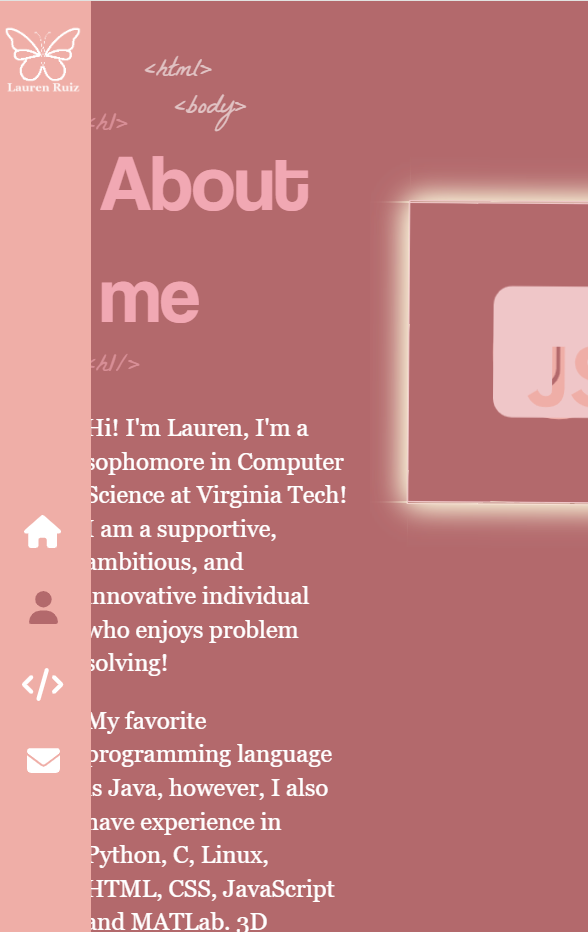 Lauren Ruiz
<html>
<body>
<h1>
About
me
<h1/>
Hi! I'm Lauren, I'm a
sophomore in Computer
Science at Virginia Tech!
I am a supportive,
ambitious, and
innovative individual
who enjoys problem
solving!
My favorite
programming language
is Java, however, I also
have experience in
Python, C, Linux,
HTML, CSS, JavaScript
and MATLab. 3D
JS